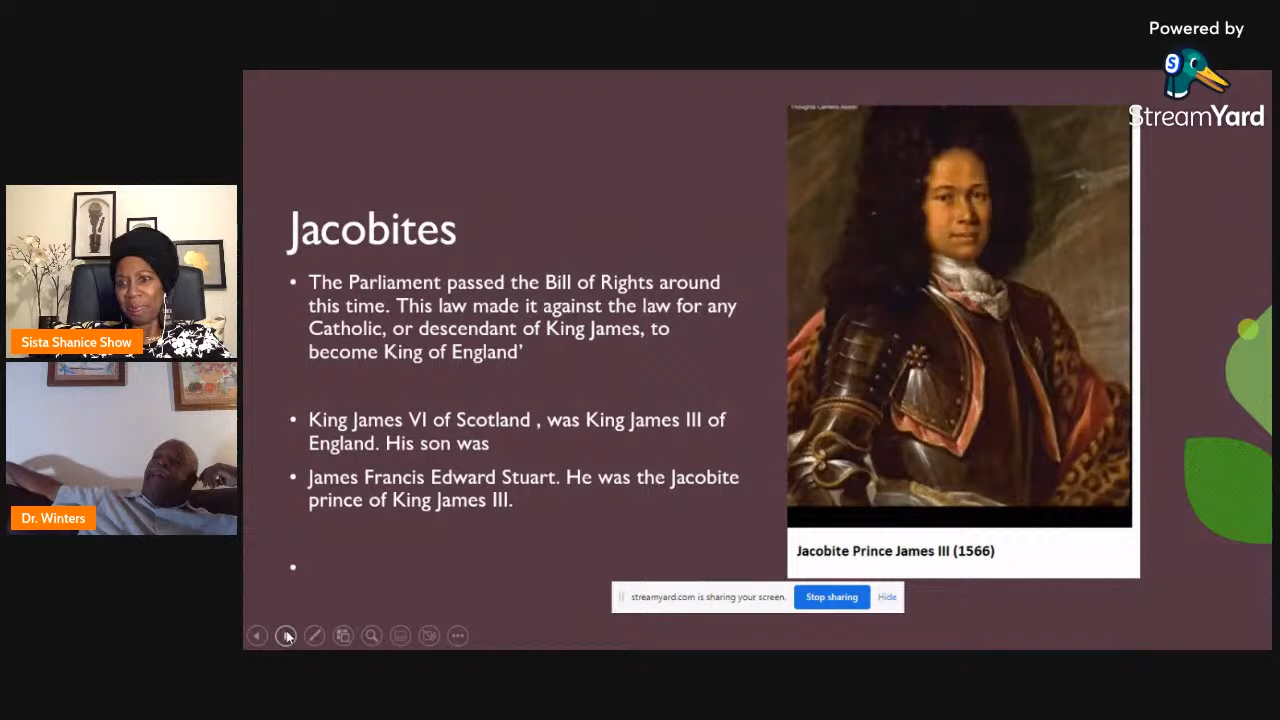 Powered by
StreamYard
Jacobites
• The Parliament passed the Bill of Rights around
this time. This law made it against the law for any
Catholic, or descendant of King James, to
become King of England’
• King James VI of Scotland , was King James III of
England. His son was
• James Francis Edward Stuart. He was the Jacobite
prince of King James III.
•
Jacobite Prince James III (1566)
streamyard.com is sharing your screen.
Stop sharing
Hide
Sista Shanice Show
Dr. Winters